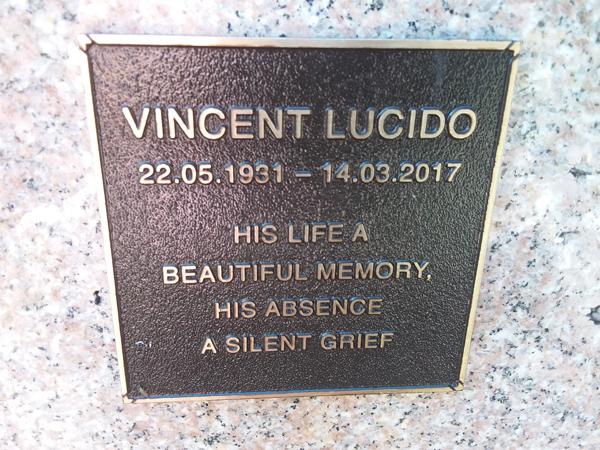 VINCENT LUCIDO
22.05.1931 – 14.03.2017
HIS LIFE A
BEAUTIFUL MEMORY,
HIS ABSENCE
A SILENT GRIEF